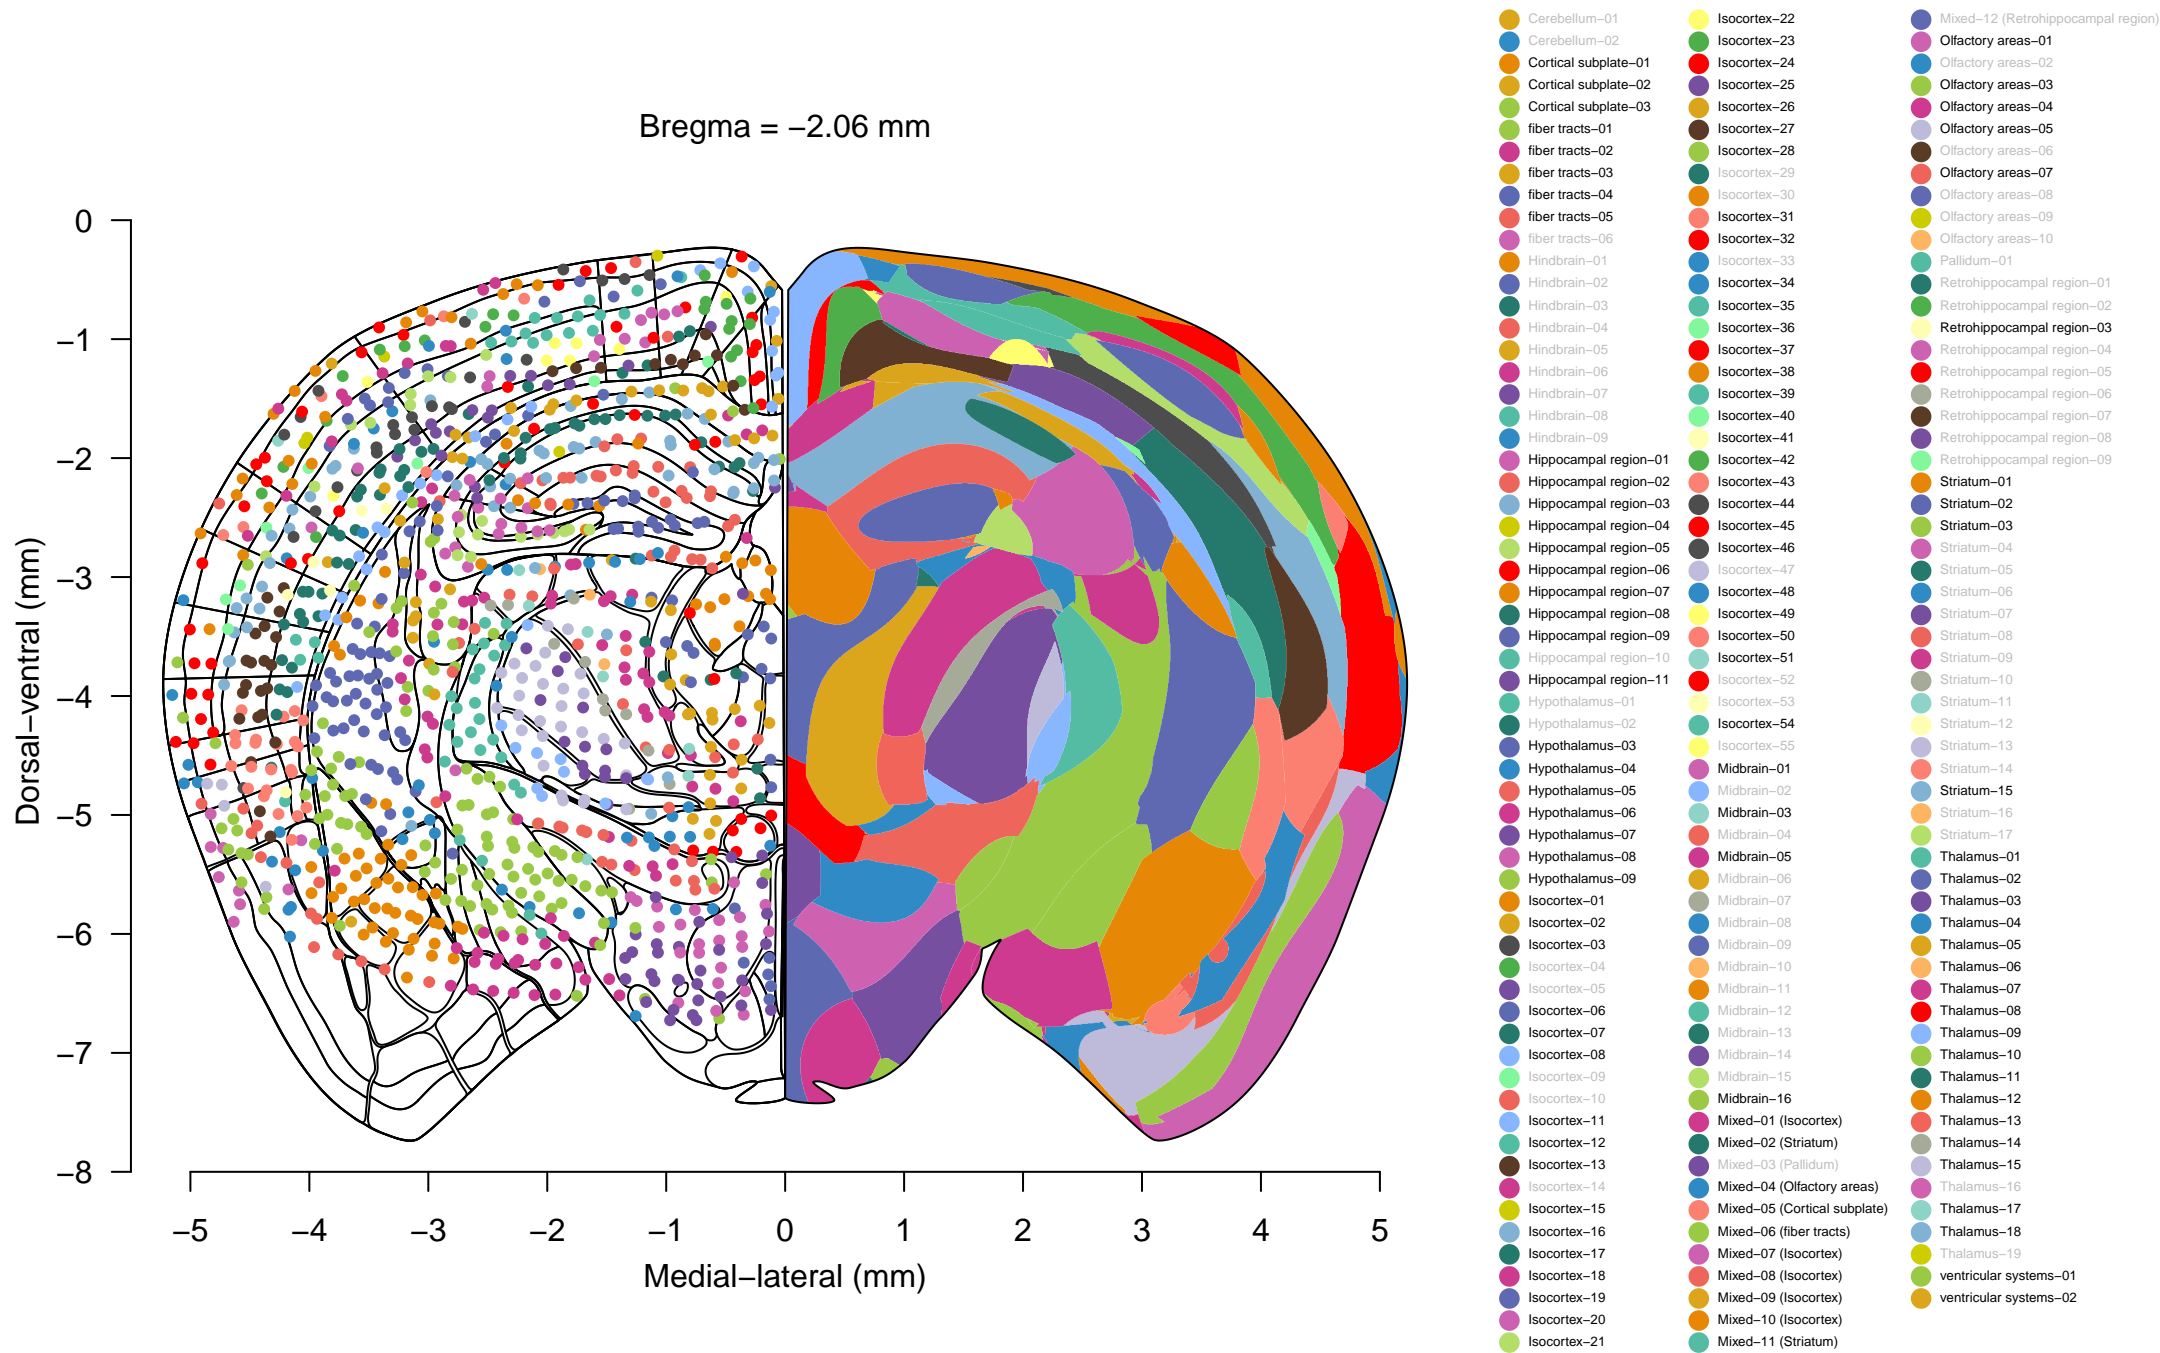 Bregma = −2.06 mm
Dorsal−ventral (mm)
0
−1
−2
−3
−4
−5
−6
−7
−8
−5 −4 −3 −2 −1 0 1 2 3 4 5
Medial−lateral (mm)
Cerebellum−01
Cerebellum−02
Cortical subplate−01
Cortical subplate−02
Cortical subplate−03
fiber tracts−01
fiber tracts−02
fiber tracts−03
fiber tracts−04
fiber tracts−05
fiber tracts−06
Hindbrain−01
Hindbrain−02
Hindbrain−03
Hindbrain−04
Hindbrain−05
Hindbrain−06
Hindbrain−07
Hindbrain−08
Hindbrain−09
Hippocampal region−01
Hippocampal region−02
Hippocampal region−03
Hippocampal region−04
Hippocampal region−05
Hippocampal region−06
Hippocampal region−07
Hippocampal region−08
Hippocampal region−09
Hippocampal region−10
Hippocampal region−11
Hypothalamus−01
Hypothalamus−02
Hypothalamus−03
Hypothalamus−04
Hypothalamus−05
Hypothalamus−06
Hypothalamus−07
Hypothalamus−08
Hypothalamus−09
Isocortex−01
Isocortex−02
Isocortex−03
Isocortex−04
Isocortex−05
Isocortex−06
Isocortex−07
Isocortex−08
Isocortex−09
Isocortex−10
Isocortex−11
Isocortex−12
Isocortex−13
Isocortex−14
Isocortex−15
Isocortex−16
Isocortex−17
Isocortex−18
Isocortex−19
Isocortex−20
Isocortex−21
Isocortex−22
Isocortex−23
Isocortex−24
Isocortex−25
Isocortex−26
Isocortex−27
Isocortex−28
Isocortex−29
Isocortex−30
Isocortex−31
Isocortex−32
Isocortex−33
Isocortex−34
Isocortex−35
Isocortex−36
Isocortex−37
Isocortex−38
Isocortex−39
Isocortex−40
Isocortex−41
Isocortex−42
Isocortex−43
Isocortex−44
Isocortex−45
Isocortex−46
Isocortex−47
Isocortex−48
Isocortex−49
Isocortex−50
Isocortex−51
Isocortex−52
Isocortex−53
Isocortex−54
Isocortex−55
Midbrain−01
Midbrain−02
Midbrain−03
Midbrain−04
Midbrain−05
Midbrain−06
Midbrain−07
Midbrain−08
Midbrain−09
Midbrain−10
Midbrain−11
Midbrain−12
Midbrain−13
Midbrain−14
Midbrain−15
Midbrain−16
Mixed−01 (Isocortex)
Mixed−02 (Striatum)
Mixed−03 (Pallidum)
Mixed−04 (Olfactory areas)
Mixed−05 (Cortical subplate)
Mixed−06 (fiber tracts)
Mixed−07 (Isocortex)
Mixed−08 (Isocortex)
Mixed−09 (Isocortex)
Mixed−10 (Isocortex)
Mixed−11 (Striatum)
Mixed−12 (Retrohippocampal region)
Olfactory areas−01
Olfactory areas−02
Olfactory areas−03
Olfactory areas−04
Olfactory areas−05
Olfactory areas−06
Olfactory areas−07
Olfactory areas−08
Olfactory areas−09
Olfactory areas−10
Pallidum−01
Retrohippocampal region−01
Retrohippocampal region−02
Retrohippocampal region−03
Retrohippocampal region−04
Retrohippocampal region−05
Retrohippocampal region−06
Retrohippocampal region−07
Retrohippocampal region−08
Retrohippocampal region−09
Striatum−01
Striatum−02
Striatum−03
Striatum−04
Striatum−05
Striatum−06
Striatum−07
Striatum−08
Striatum−09
Striatum−10
Striatum−11
Striatum−12
Striatum−13
Striatum−14
Striatum−15
Striatum−16
Striatum−17
Thalamus−01
Thalamus−02
Thalamus−03
Thalamus−04
Thalamus−05
Thalamus−06
Thalamus−07
Thalamus−08
Thalamus−09
Thalamus−10
Thalamus−11
Thalamus−12
Thalamus−13
Thalamus−14
Thalamus−15
Thalamus−16
Thalamus−17
Thalamus−18
Thalamus−19
ventricular systems−01
ventricular systems−02